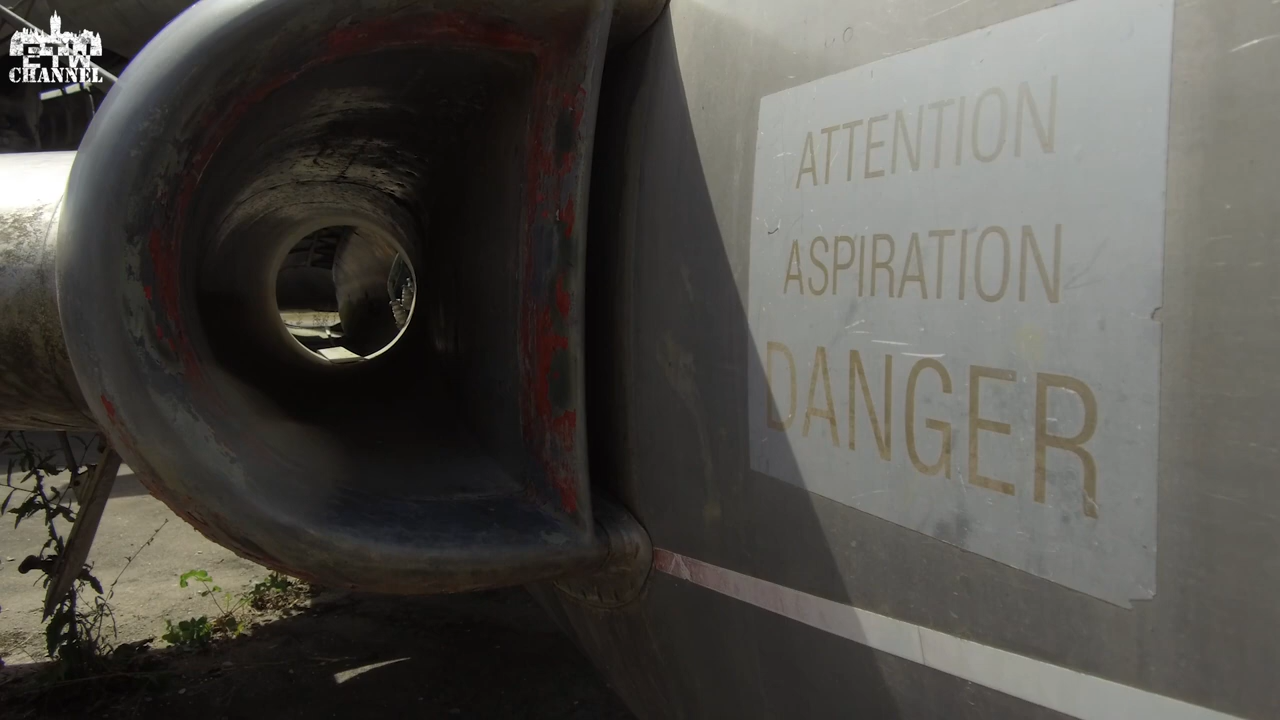 ETW
CHANNEL
ATTENTION
ASPIRATION
DANGER